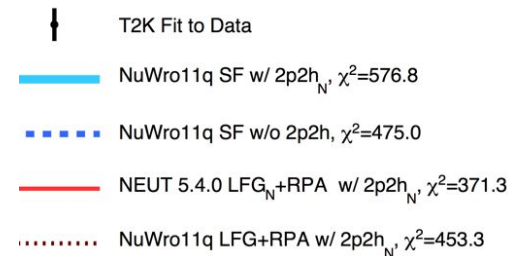 T2K Fit to Data
NuWro11q SF w/ 2p2h_N, χ²=576.8
NuWro11q SF w/o 2p2h, χ²=475.0
NEUT 5.4.0 LFG_N+RPA w/ 2p2h_N, χ²=371.3
NuWro11q LFG+RPA w/ 2p2h_N, χ²=453.3